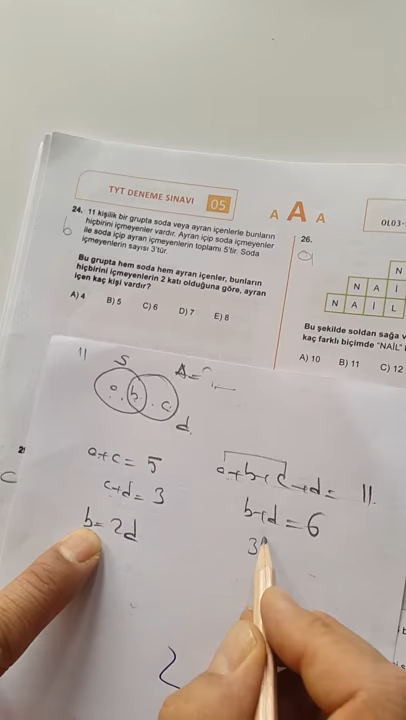 TYT DENEME SINAVI 05
A A A
OL03-
24. 11 kişilik bir grupta soda veya ayran içenlerle bunların
hiçbirini içmeyenler vardır. Ayran içip soda içmeyenler
ile soda içip ayran içmeyenlerin toplamı 5'tir. Soda
içmeyenlerin sayısı 3'tür.
Bu grupta hem soda hem ayran içenler, bunların
hiçbirini içmeyenlerin 2 katı olduğuna göre, ayran
içen kaç kişi vardır?
A) 4 B) 5 C) 6 D) 7 E) 8
b
26.
a
N
N A İ
N A İ L
Bu şekilde soldan sağa v
kaç farklı biçimde "NAİL"
A) 10 B) 11 C) 12
11
S A = ?
a b c
d
a+c = 5
c+d = 3
b = 2d
a+b+c+d = 11
b+d = 6
3
C